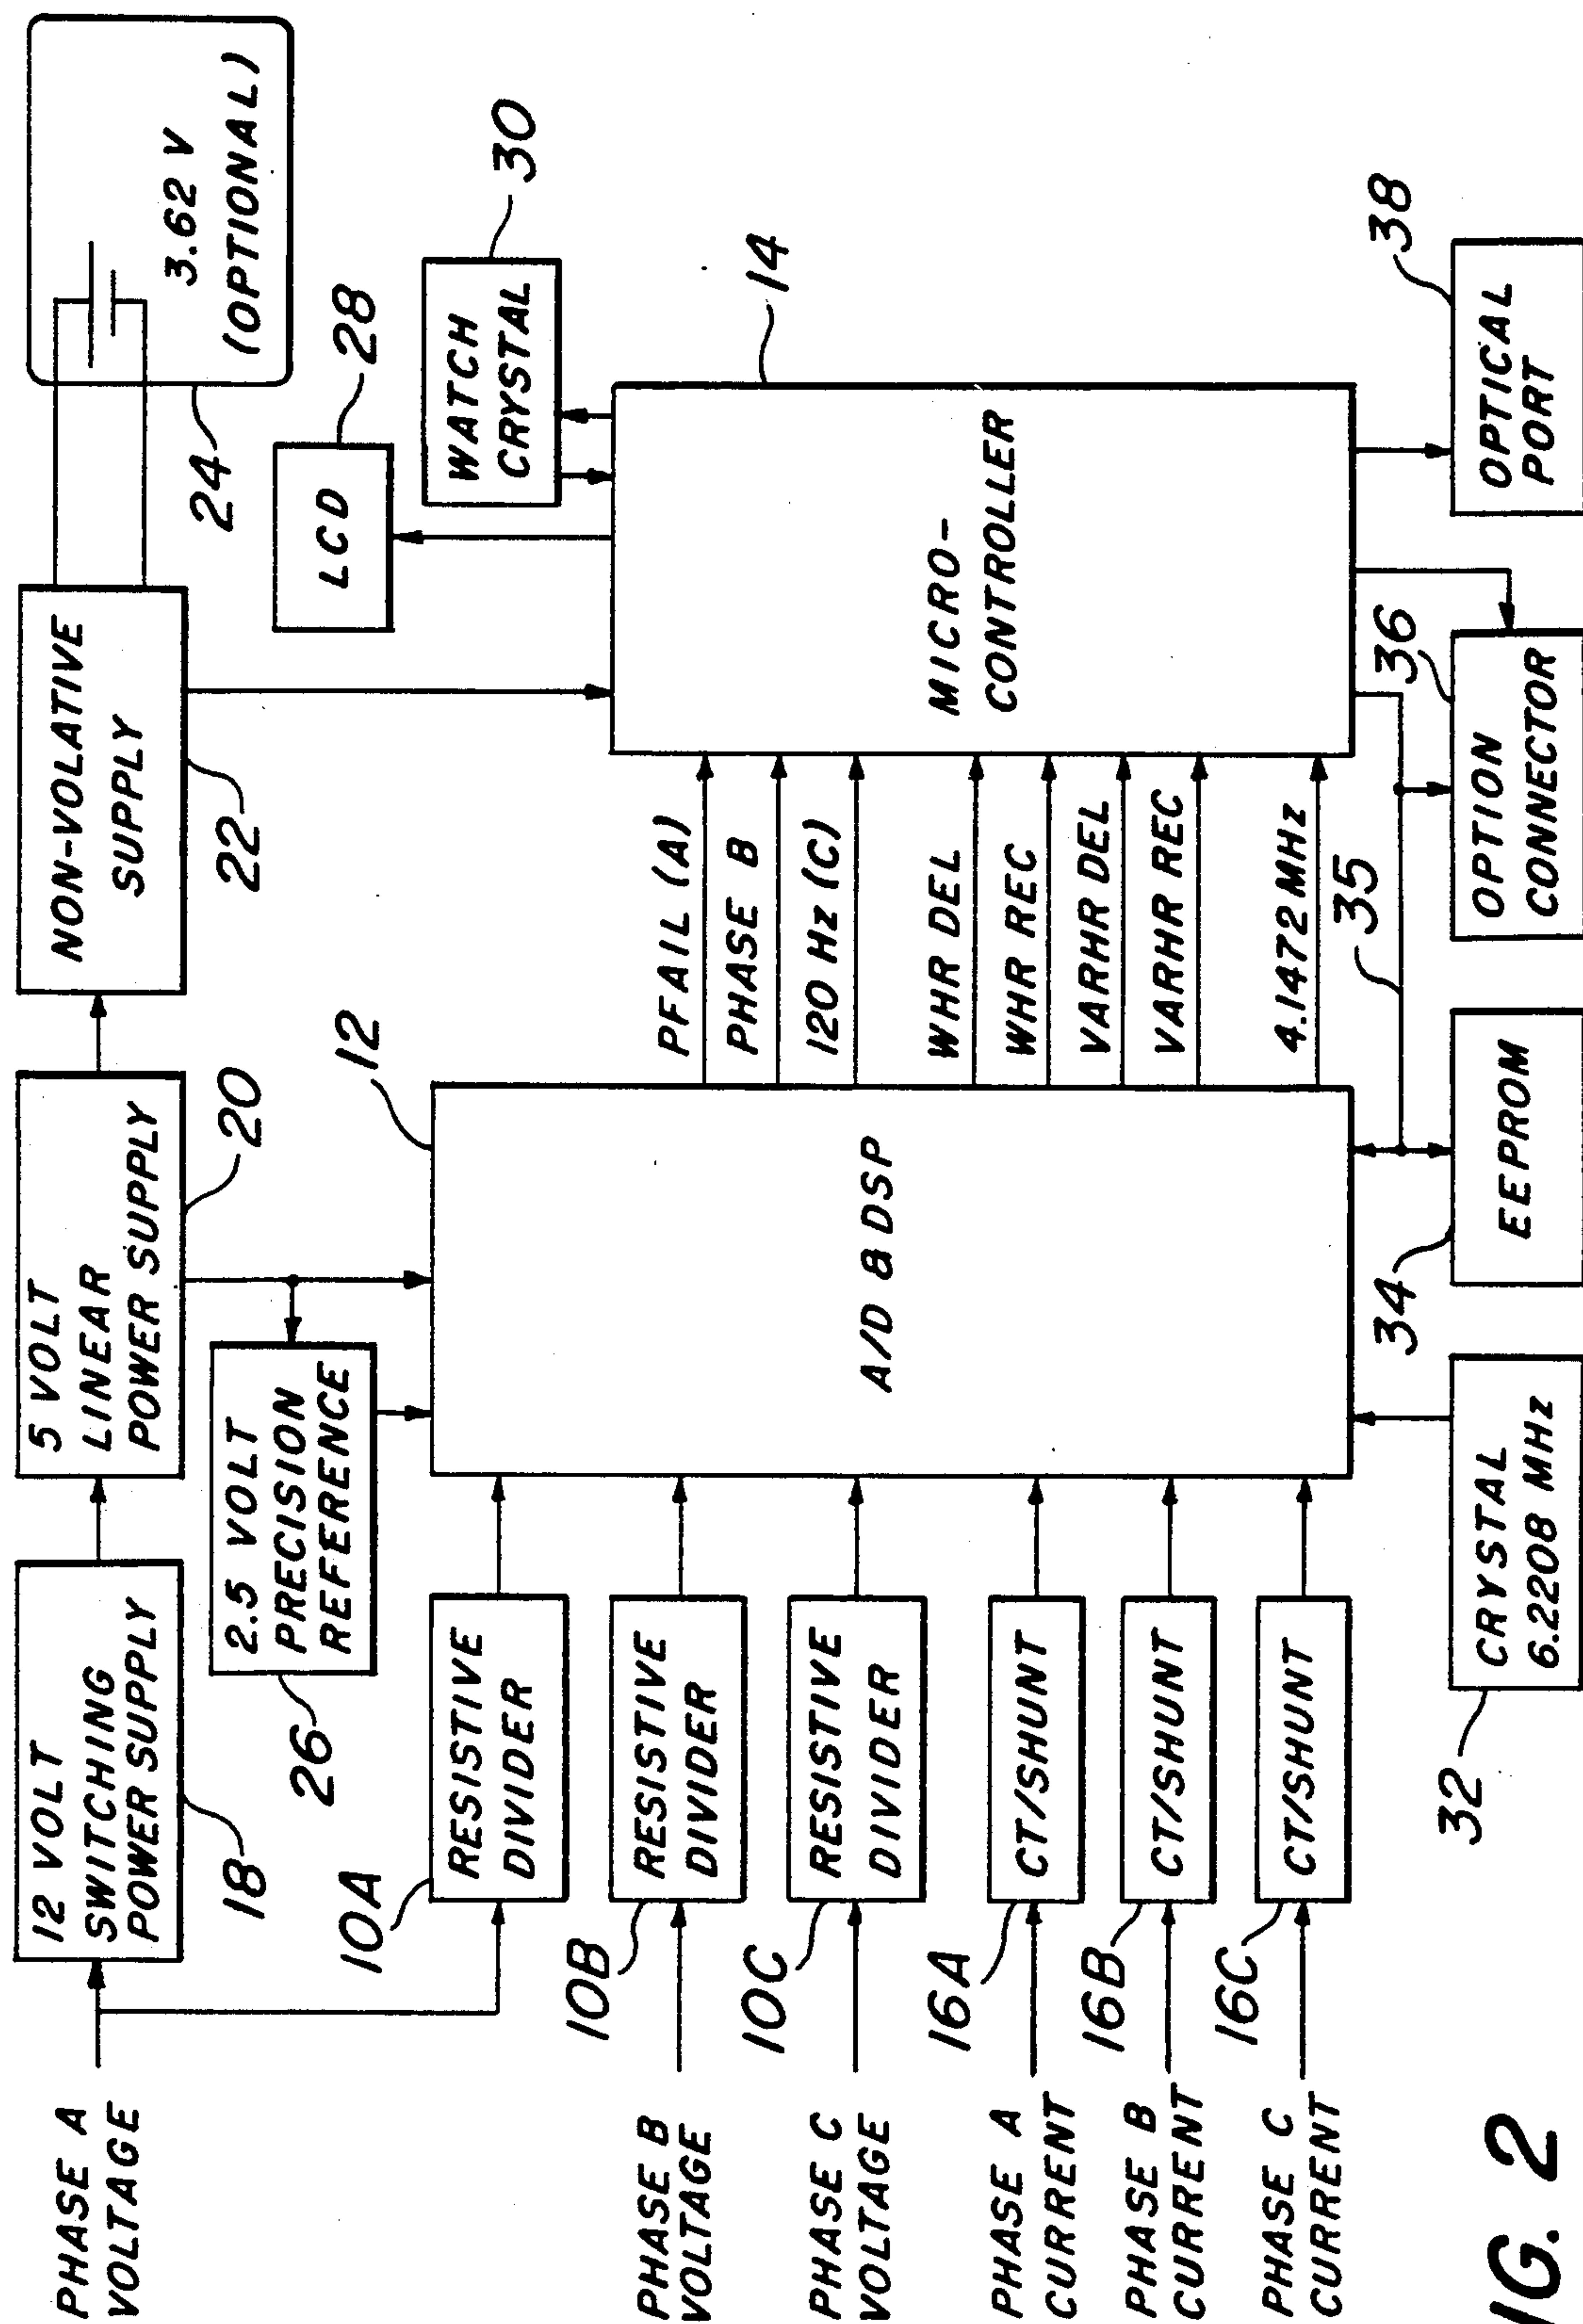 PHASE A
VOLTAGE
12 VOLT
SWITCHING
POWER SUPPLY
18
5 VOLT
LINEAR
POWER SUPPLY
20
NON-VOLATIVE
SUPPLY
22
3.62 V
(OPTIONAL)
24
2.5 VOLT
PRECISION
REFERENCE
26
LCD
28
WATCH
CRYSTAL
30
10A
RESISTIVE
DIVIDER
PHASE B
VOLTAGE
10B
RESISTIVE
DIVIDER
PHASE C
VOLTAGE
10C
RESISTIVE
DIVIDER
PHASE A
CURRENT
16A
CT/SHUNT
PHASE B
CURRENT
16B
CT/SHUNT
PHASE C
CURRENT
16C
CT/SHUNT
12
A/D & DSP
PFAIL (A)
PHASE B
120 Hz (C)
WHR DEL
WHR REC
VARHR DEL
VARHR REC
4.1472 MHz
14
MICRO-
CONTROLLER
32
CRYSTAL
6.2208 MHz
34
EEPROM
35
36
OPTION
CONNECTOR
38
OPTICAL
PORT
IG. 2